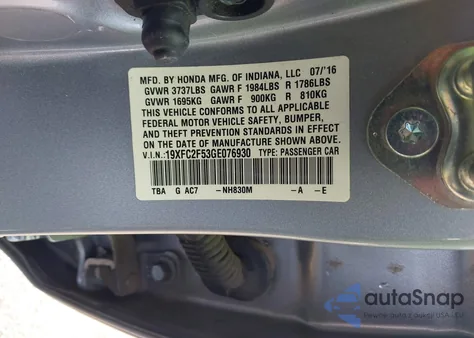 MFD. BY HONDA MFG. OF INDIANA, LLC 07/'16
GVWR 3737LBS GAWR F 1984LBS R 1786LBS
GVWR 1695KG GAWR F 900KG R 810KG
THIS VEHICLE CONFORMS TO ALL APPLICABLE
FEDERAL MOTOR VEHICLE SAFETY, BUMPER,
AND THEFT PREVENTION STANDARDS IN EFFECT
ON THE DATE OF MANUFACTURE SHOWN ABOVE.
V.I.N.: 19XFC2F53GE076930 TYPE: PASSENGER CAR
TBA G AC7 -NH830M -A -E
autoSnap